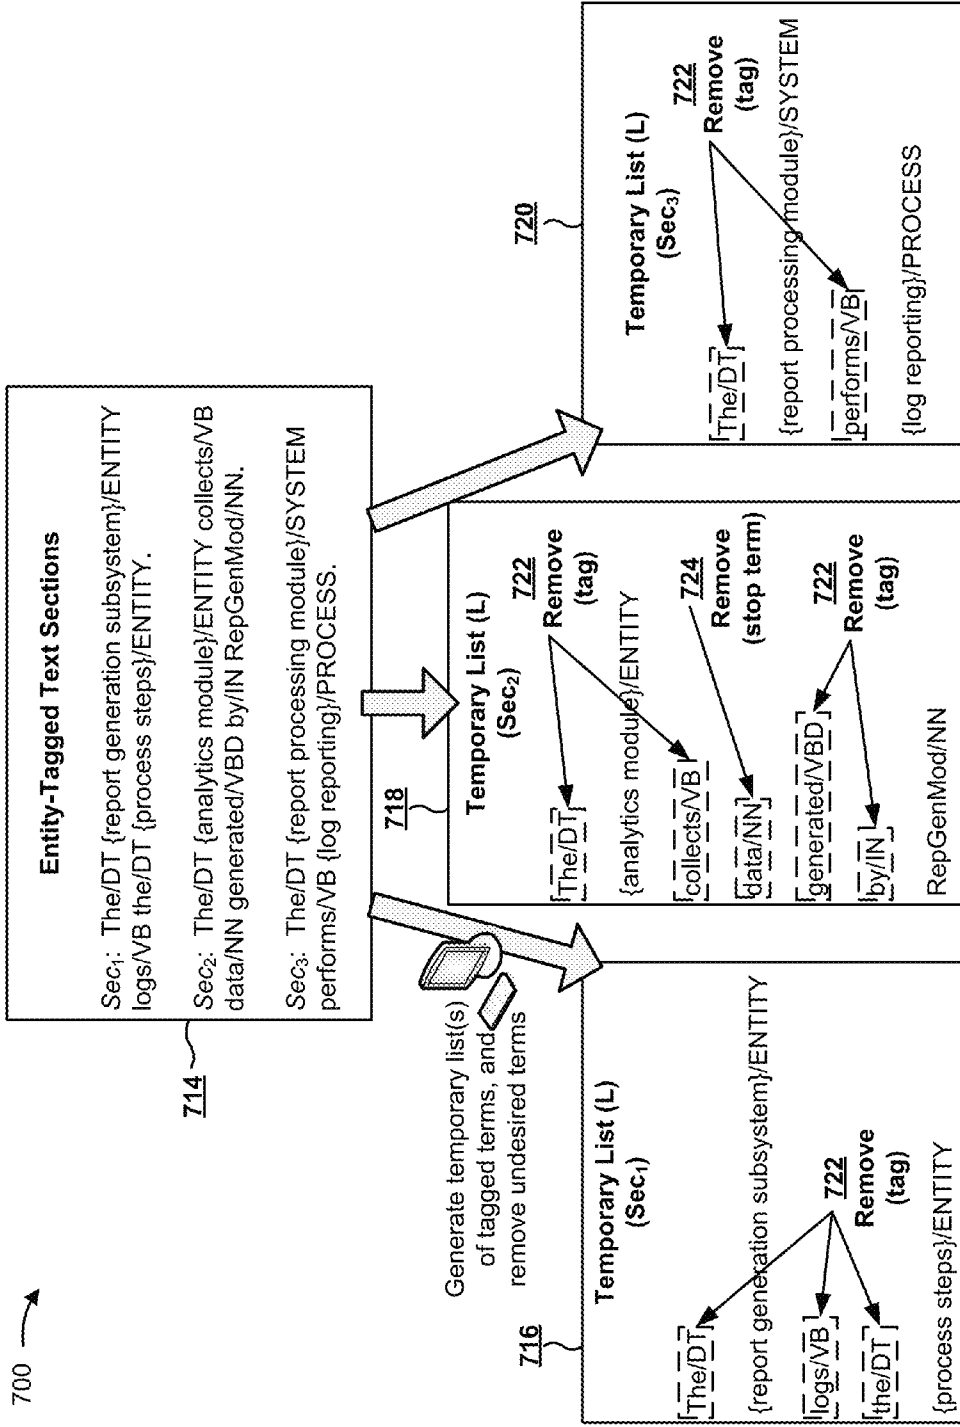 700
Entity-Tagged Text Sections
Sec1: The/DT {report generation subsystem}/ENTITY
logs/VB the/DT {process steps}/ENTITY.
Sec2: The/DT {analytics module}/ENTITY collects/VB
data/NN generated/VBD by/IN RepGenMod/NN.
Sec3: The/DT {report processing module}/SYSTEM
performs/VB {log reporting}/PROCESS.
714
Generate temporary list(s)
of tagged terms, and
remove undesired terms
716
Temporary List (L)
(Sec1)
The/DT
{report generation subsystem}/ENTITY
logs/VB
the/DT
{process steps}/ENTITY
722
Remove
(tag)
718
Temporary List (L)
(Sec2)
The/DT
{analytics module}/ENTITY
collects/VB
data/NN
generated/VBD
by/IN
RepGenMod/NN
722
Remove
(tag)
724
Remove
(stop term)
722
Remove
(tag)
720
Temporary List (L)
(Sec3)
The/DT
{report processing module}/SYSTEM
performs/VB
{log reporting}/PROCESS
722
Remove
(tag)